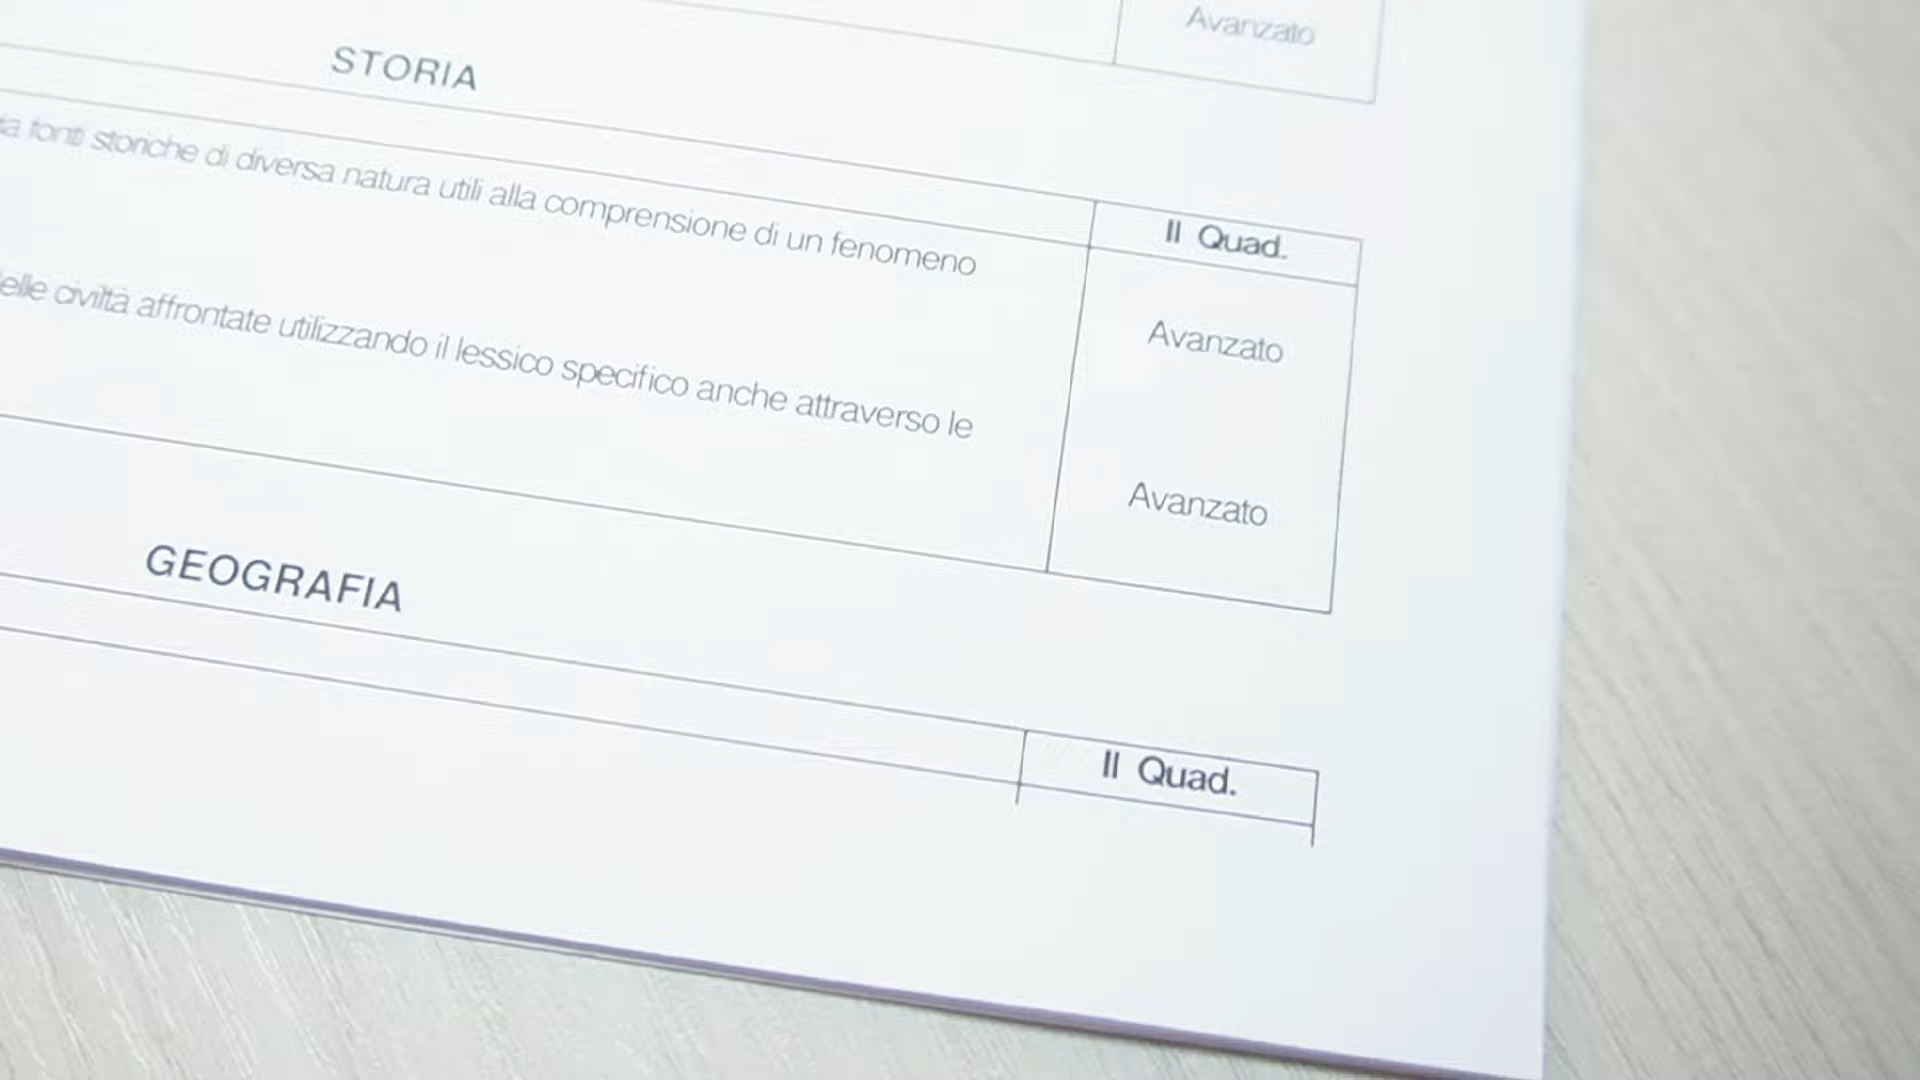 Avanzato
STORIA
II Quad.
fonti storiche di diversa natura utili alla comprensione di un fenomeno
Avanzato
elle civiltà affrontate utilizzando il lessico specifico anche attraverso le
Avanzato
GEOGRAFIA
II Quad.